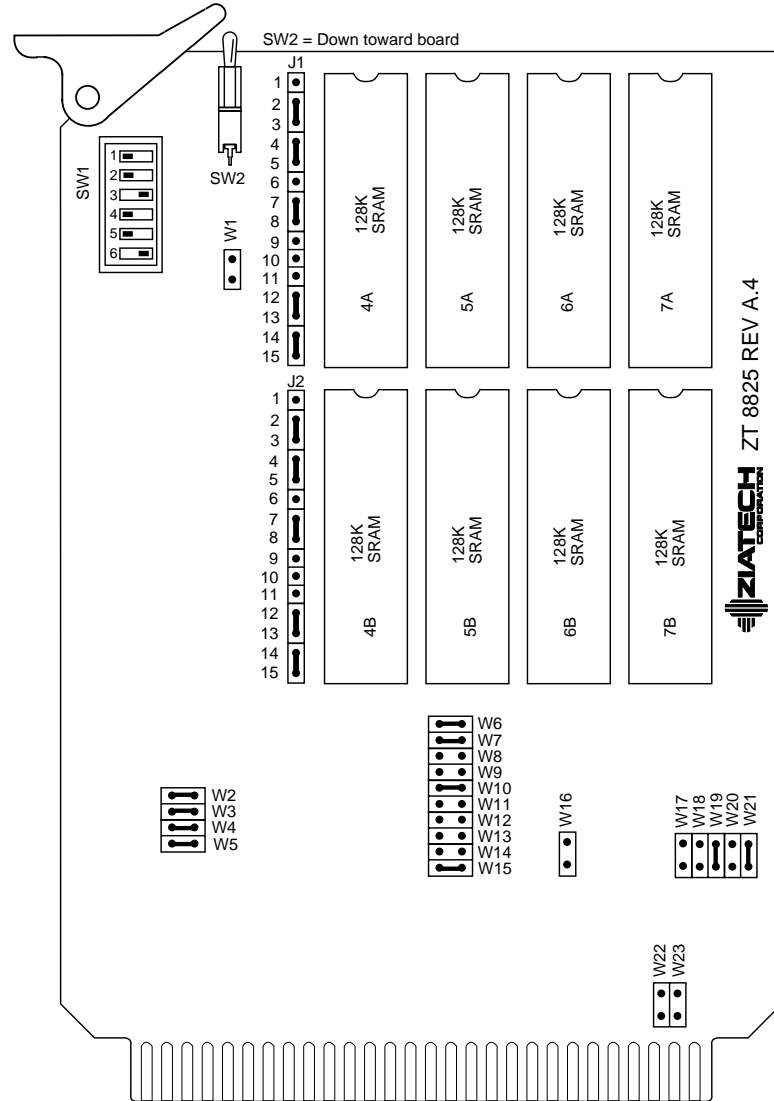 SW2 = Down toward board
J1
1
2
3
4
5
6
7
8
9
10
11
12
13
14
15
SW1
1
2
3
4
5
6
SW2
W1
128K
SRAM
4A
128K
SRAM
5A
128K
SRAM
6A
128K
SRAM
7A
J2
1
2
3
4
5
6
7
8
9
10
11
12
13
14
15
128K
SRAM
4B
128K
SRAM
5B
128K
SRAM
6B
128K
SRAM
7B
ZIATECH
CORPORATION
ZT 8825 REV A.4
W2
W3
W4
W5
W6
W7
W8
W9
W10
W11
W12
W13
W14
W15
W16
W17
W18
W19
W20
W21
W22
W23